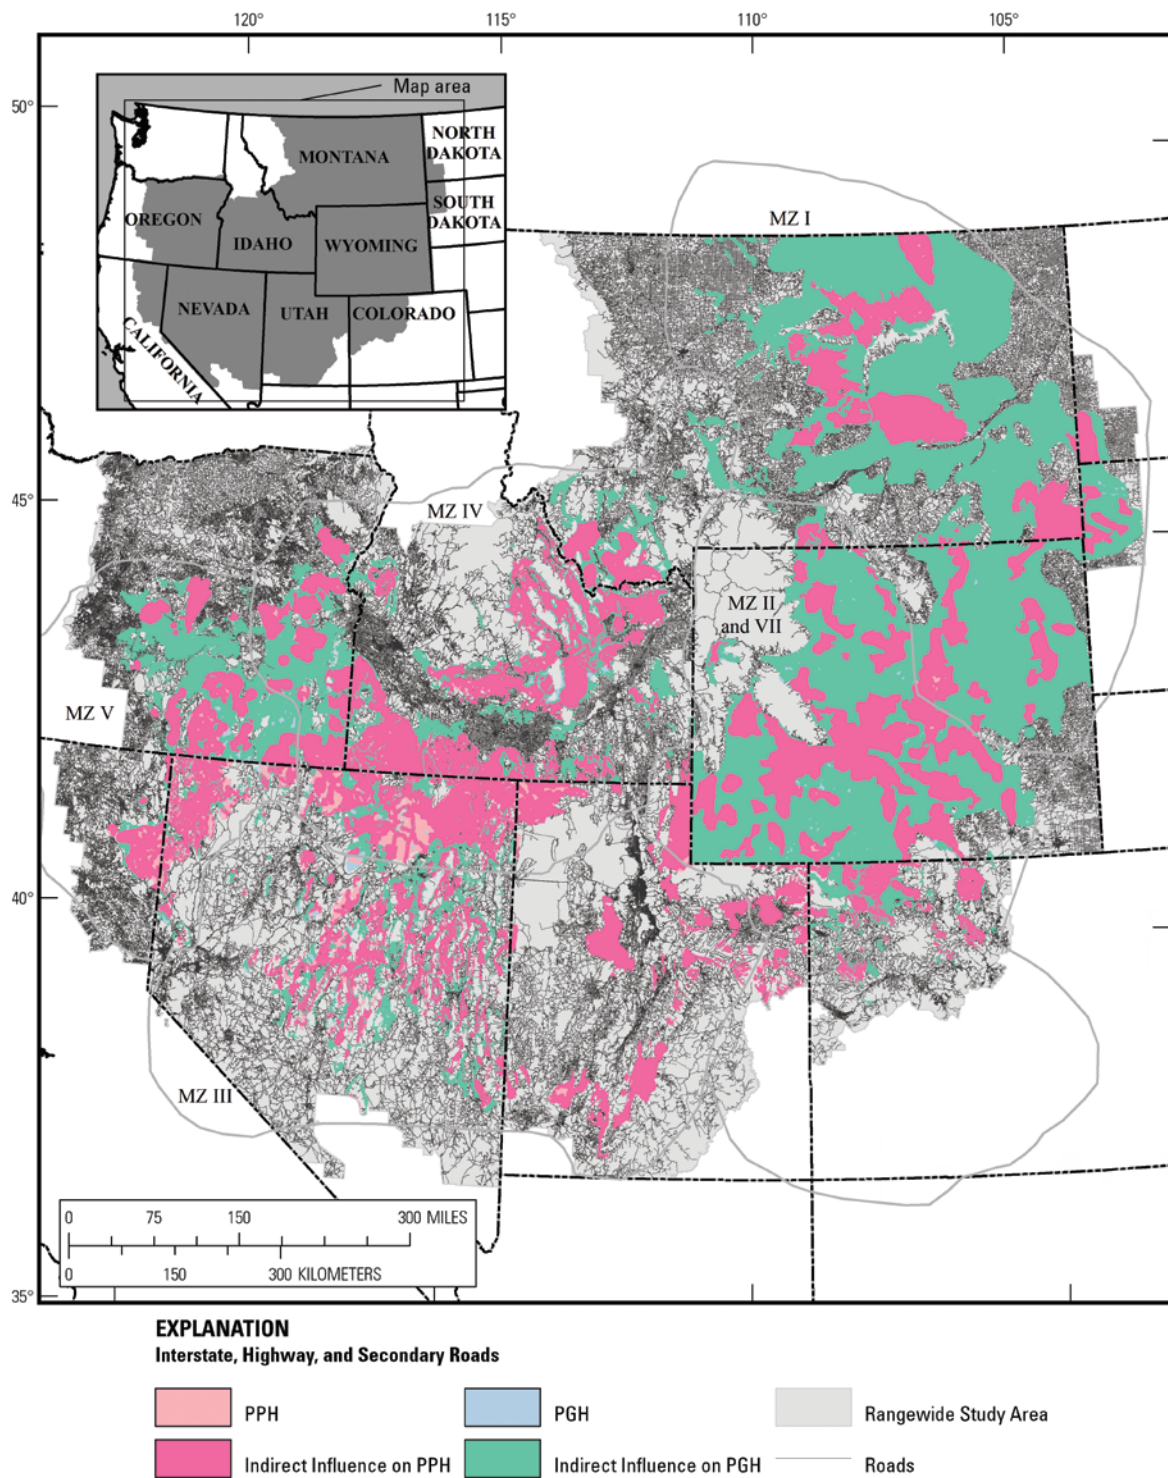 120° 115° 110° 105°
50°
Map area
NORTH
DAKOTA
MONTANA
SOUTH
DAKOTA
OREGON
IDAHO
WYOMING
NEVADA
UTAH
COLORADO
CALIFORNIA
MZ I
45°
MZ IV
MZ II
and VII
MZ V
40°
MZ III
0 75 150 300 MILES
0 150 300 KILOMETERS
35°
EXPLANATION
Interstate, Highway, and Secondary Roads
PPH PGH Rangewide Study Area
Indirect Influence on PPH Indirect Influence on PGH Roads